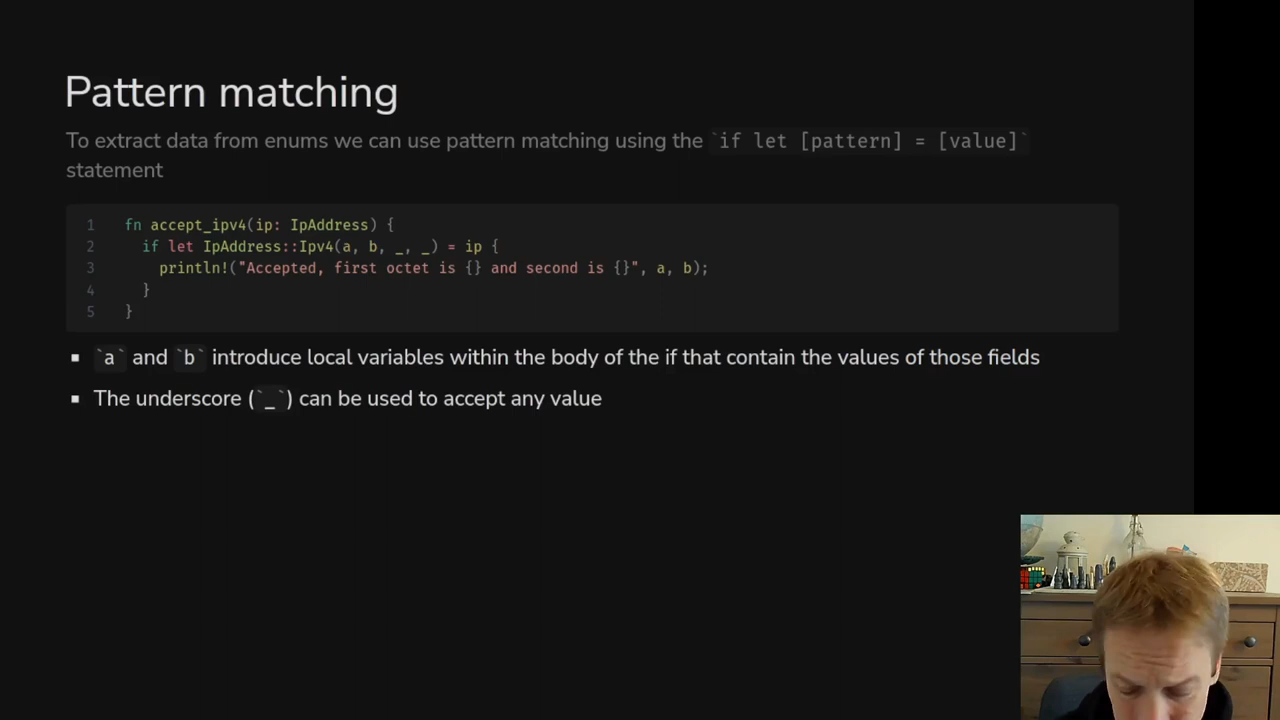 Pattern matching
To extract data from enums we can use pattern matching using the `if let [pattern] = [value]`
statement
1 fn accept_ipv4(ip: IpAddress) {
2 if let IpAddress::Ipv4(a, b, _, _) = ip {
3 println!("Accepted, first octet is {} and second is {}", a, b);
4 }
5 }
▪ `a` and `b` introduce local variables within the body of the if that contain the values of those fields
▪ The underscore (`_`) can be used to accept any value